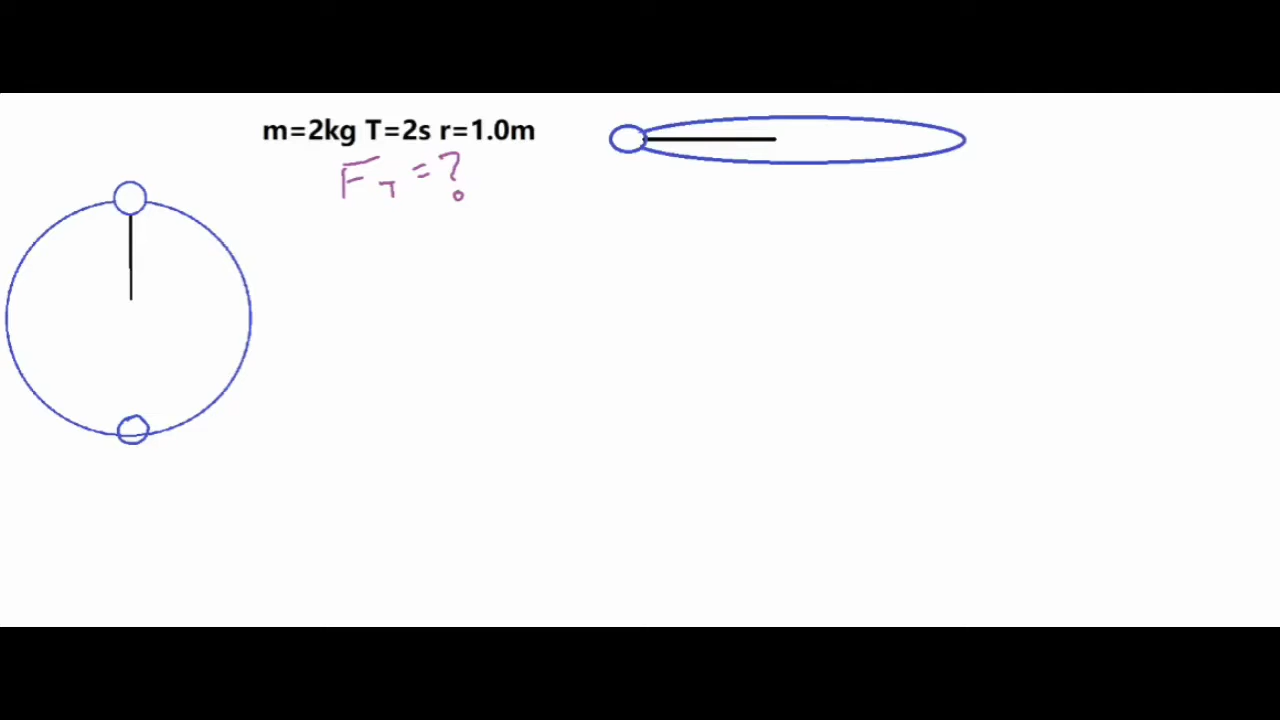 m=2kg T=2s r=1.0m
F_T = ?